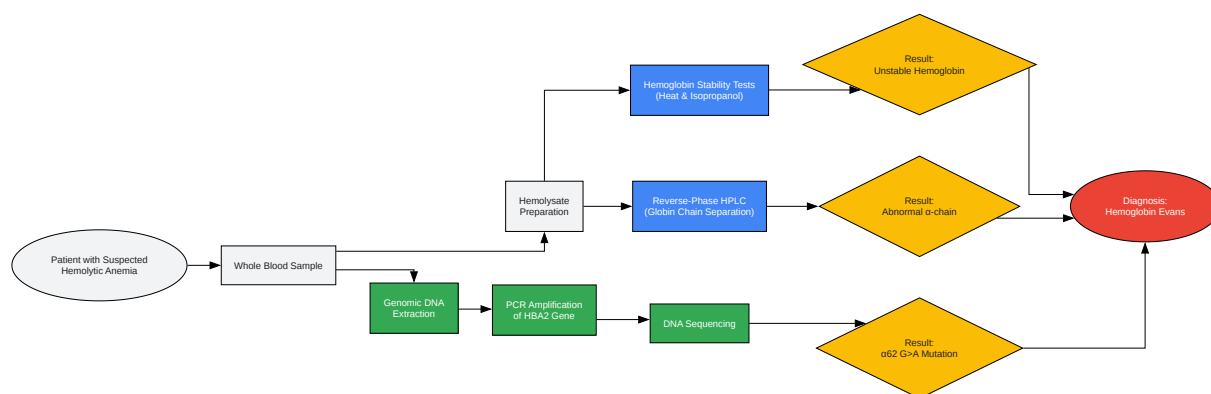 Patient with Suspected
Hemolytic Anemia
Whole Blood Sample
Hemolysate
Preparation
Hemoglobin Stability Tests
(Heat & Isopropanol)
Result:
Unstable Hemoglobin
Reverse-Phase HPLC
(Globin Chain Separation)
Result:
Abnormal α-chain
Genomic DNA
Extraction
PCR Amplification
of HBA2 Gene
DNA Sequencing
Result:
α62 G>A Mutation
Diagnosis:
Hemoglobin Evans